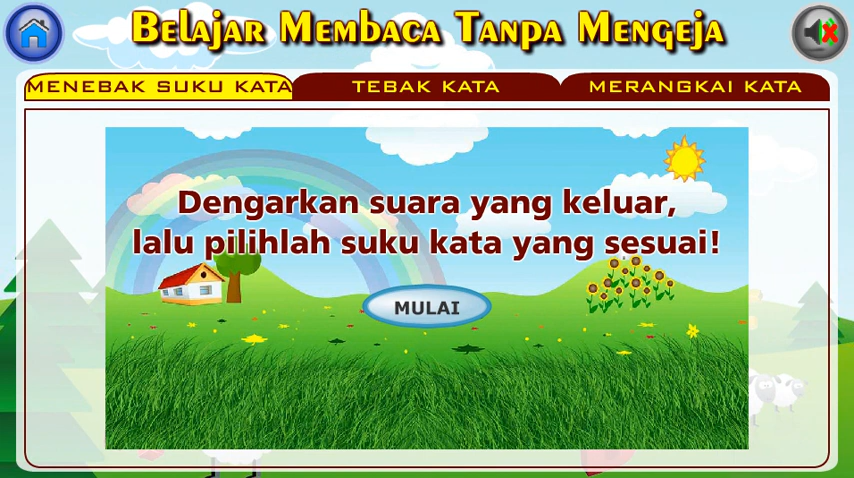 Belajar Membaca Tanpa Mengeja
MENEBAK SUKU KATA
TEBAK KATA
MERANGKAI KATA
Dengarkan suara yang keluar,
lalu pilihlah suku kata yang sesuai!
MULAI